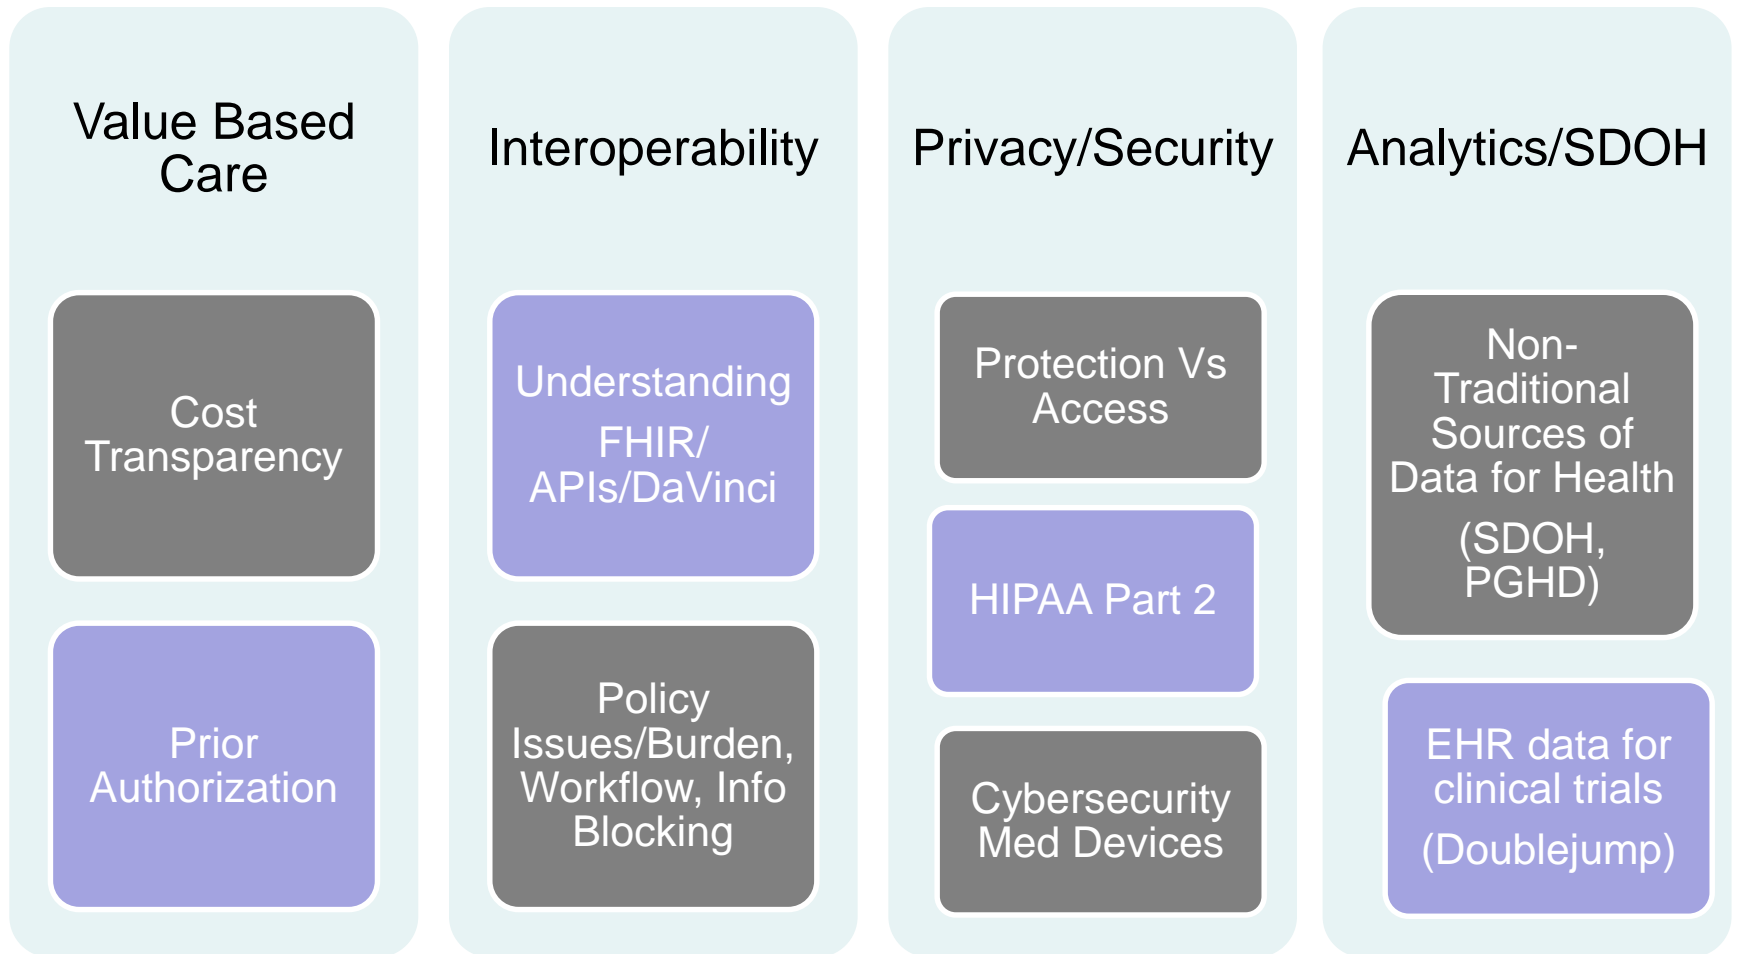 Value Based
Care
Cost
Transparency
Prior
Authorization
Interoperability
Understanding
FHIR/
APIs/DaVinci
Policy
Issues/Burden,
Workflow, Info
Blocking
Privacy/Security
Protection Vs
Access
HIPAA Part 2
Cybersecurity
Med Devices
Analytics/SDOH
Non-
Traditional
Sources of
Data for Health
(SDOH,
PGHD)
EHR data for
clinical trials
(Doublejump)